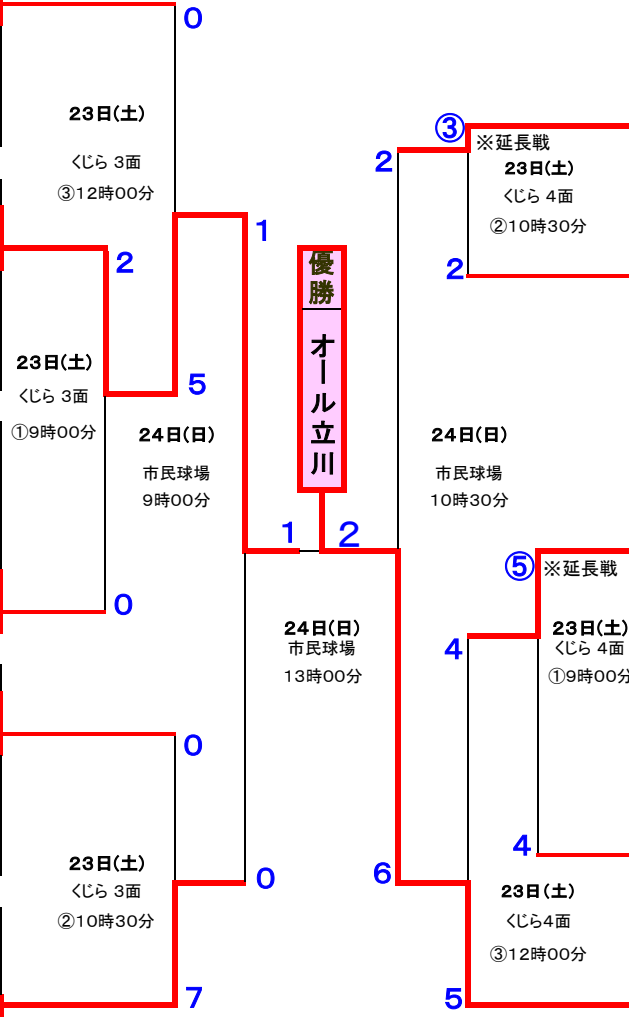 0
23日(土)
くじら 3面
③12時00分
2
23日(土)
くじら 3面
①9時00分
5
0
1
24日(日)
市民球場
9時00分
優勝
オール立川
1
2
24日(日)
市民球場
13時00分
0
23日(土)
くじら 3面
②10時30分
7
0
③
※延長戦
23日(土)
くじら 4面
②10時30分
2
2
24日(日)
市民球場
10時30分
⑤
※延長戦
23日(土)
くじら 4面
①9時00分
4
4
6
23日(土)
くじら4面
③12時00分
5